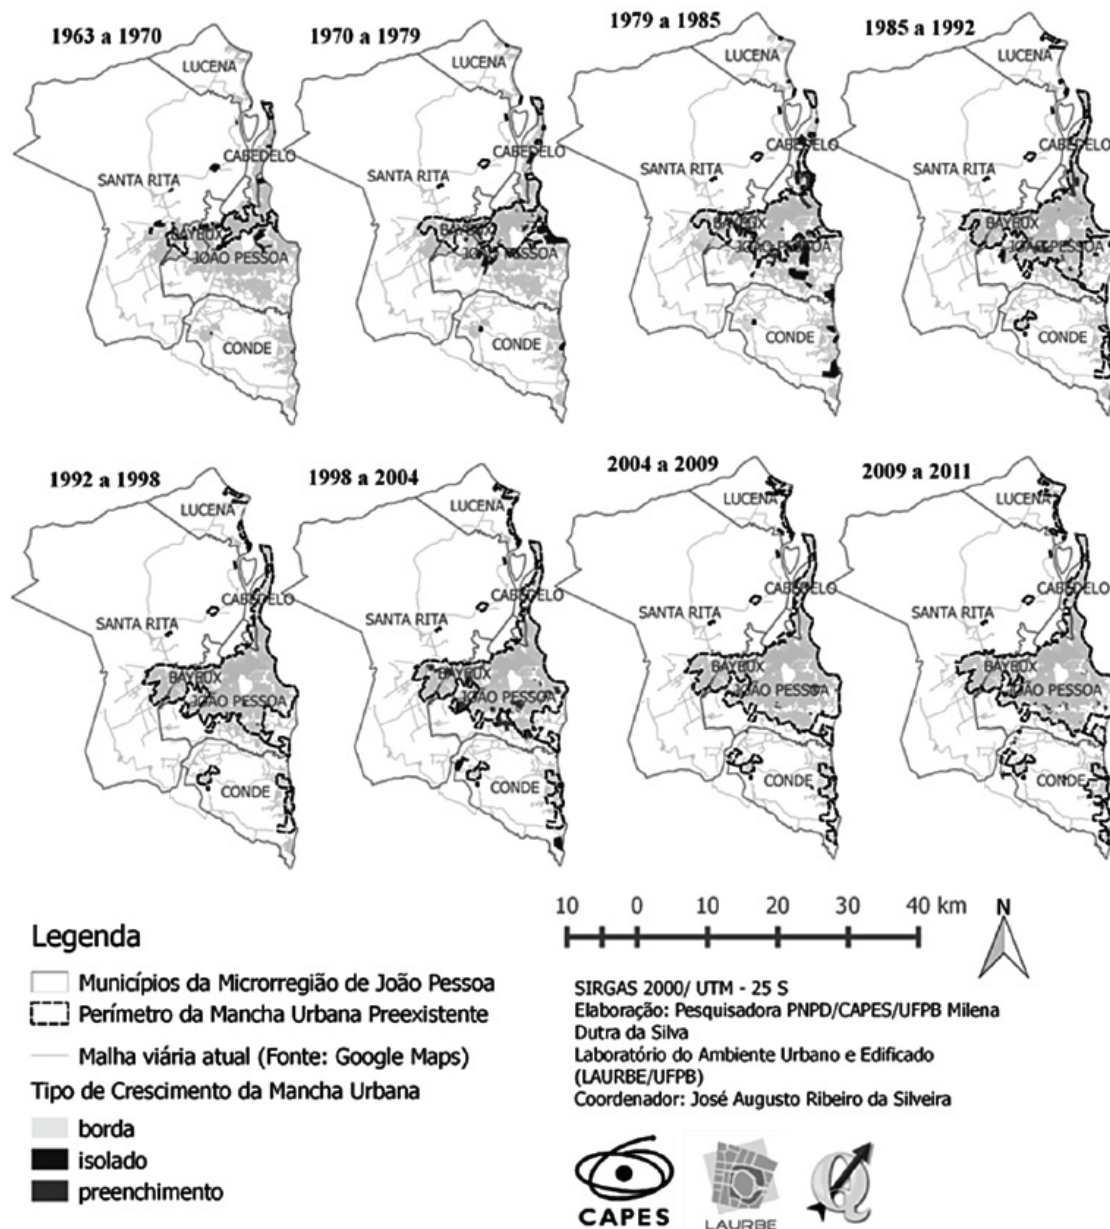 1963 a 1970
1970 a 1979
1979 a 1985
1985 a 1992
LUCENA
LUCENA
LUCENA
LUCENA
CABEDELO
CABEDELO
CABEDELO
CABEDELO
SANTA RITA
SANTA RITA
SANTA RITA
SANTA RITA
BAYEUX
BAYEUX
BAYEUX
BAYEUX
JOÃO PESSOA
JOÃO PESSOA
JOÃO PESSOA
JOÃO PESSOA
CONDE
CONDE
CONDE
CONDE
1992 a 1998
1998 a 2004
2004 a 2009
2009 a 2011
LUCENA
LUCENA
LUCENA
LUCENA
CABEDELO
CABEDELO
CABEDELO
CABEDELO
SANTA RITA
SANTA RITA
SANTA RITA
SANTA RITA
BAYEUX
BAYEUX
BAYEUX
BAYEUX
JOÃO PESSOA
JOÃO PESSOA
JOÃO PESSOA
JOÃO PESSOA
CONDE
CONDE
CONDE
CONDE
10 0 10 20 30 40 km
N
Legenda
Municípios da Microrregião de João Pessoa
Perímetro da Mancha Urbana Preexistente
Malha viária atual (Fonte: Google Maps)
Tipo de Crescimento da Mancha Urbana
borda
isolado
preenchimento
SIRGAS 2000/ UTM - 25 S
Elaboração: Pesquisadora PNPD/CAPES/UFPB Milena
Dutra da Silva
Laboratório do Ambiente Urbano e Edificado
(LAURBE/UFPB)
Coordenador: José Augusto Ribeiro da Silveira
CAPES
LAURBE
Q